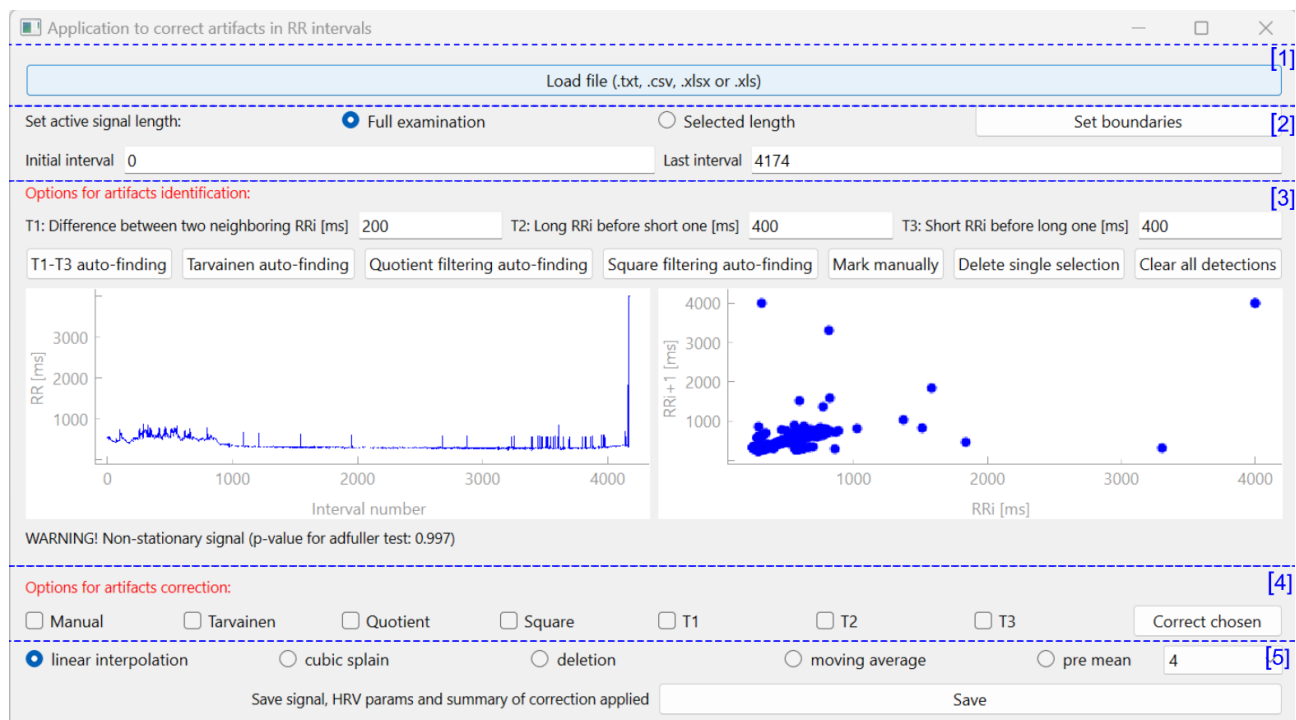 Application to correct artifacts in RR intervals
[1]
Load file (.txt, .csv, .xlsx or .xls)
Set active signal length: Full examination Selected length Set boundaries [2]
Initial interval 0 Last interval 4174
Options for artifacts identification: [3]
T1: Difference between two neighboring RRi [ms] 200 T2: Long RRi before short one [ms] 400 T3: Short RRi before long one [ms] 400
T1-T3 auto-finding Tarvainen auto-finding Quotient filtering auto-finding Square filtering auto-finding Mark manually Delete single selection Clear all detections
RR [ms]
3000
2000
1000
0 1000 2000 3000 4000
Interval number
RRi+1 [ms]
4000
3000
2000
1000
1000 2000 3000 4000
RRi [ms]
WARNING! Non-stationary signal (p-value for adfuller test: 0.997)
Options for artifacts correction: [4]
Manual Tarvainen Quotient Square T1 T2 T3 Correct chosen
linear interpolation cubic splain deletion moving average pre mean 4 [5]
Save signal, HRV params and summary of correction applied Save